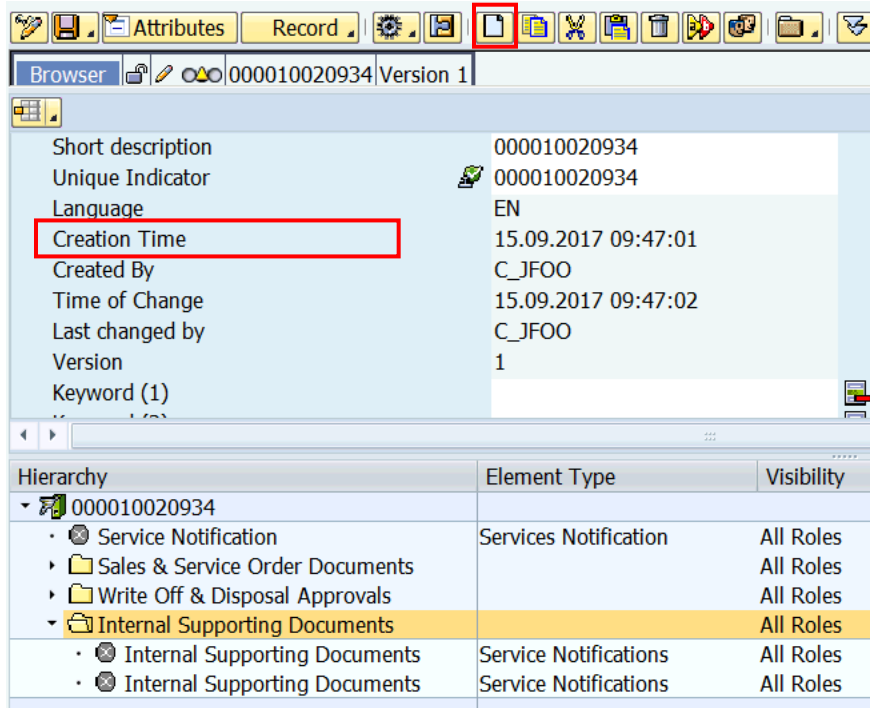 Attributes Record
Browser 000010020934 Version 1
Short description 000010020934
Unique Indicator 000010020934
Language EN
Creation Time 15.09.2017 09:47:01
Created By C_JFOO
Time of Change 15.09.2017 09:47:02
Last changed by C_JFOO
Version 1
Keyword (1)
Hierarchy Element Type Visibility
000010020934
Service Notification Services Notification All Roles
Sales & Service Order Documents All Roles
Write Off & Disposal Approvals All Roles
Internal Supporting Documents All Roles
Internal Supporting Documents Service Notifications All Roles
Internal Supporting Documents Service Notifications All Roles